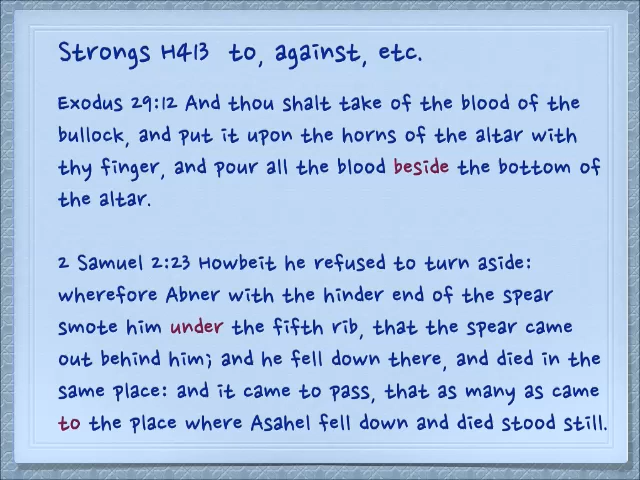 Strongs H413 to, against, etc.
Exodus 29:12 And thou shalt take of the blood of the
bullock, and put it upon the horns of the altar with
thy finger, and pour all the blood beside the bottom of
the altar.
2 Samuel 2:23 Howbeit he refused to turn aside:
wherefore Abner with the hinder end of the spear
smote him under the fifth rib, that the spear came
out behind him; and he fell down there, and died in the
same place: and it came to pass, that as many as came
to the place where Asahel fell down and died stood still.